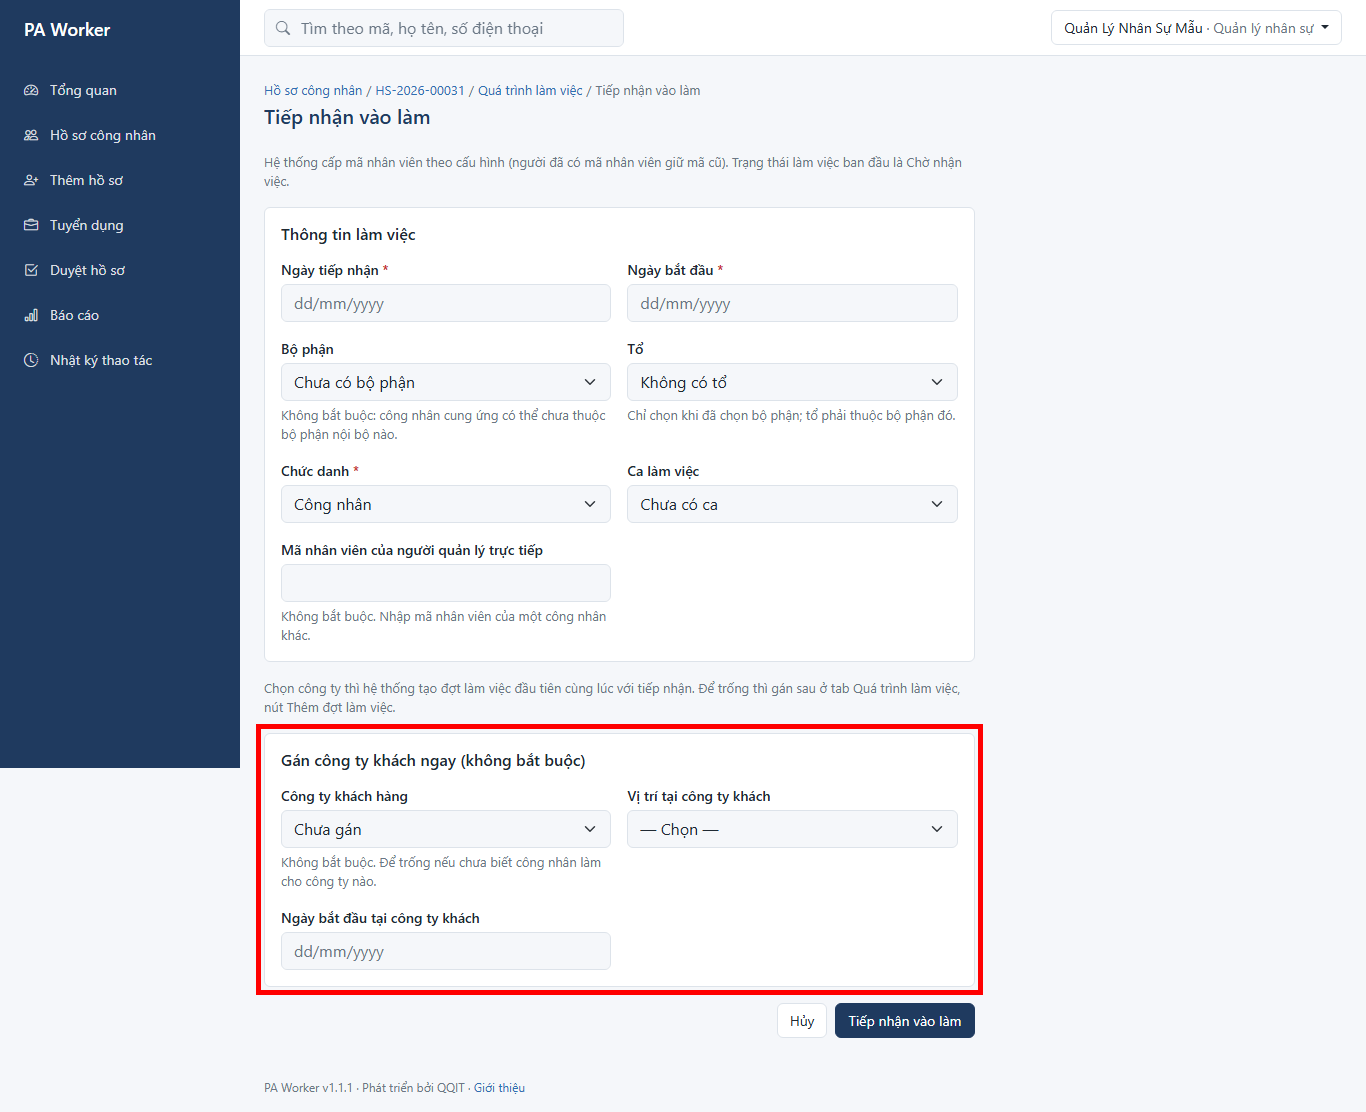 PA Worker
Tìm theo mã, họ tên, số điện thoại
Quản Lý Nhân Sự Mẫu · Quản lý nhân sự
Tổng quan
Hồ sơ công nhân
Thêm hồ sơ
Tuyển dụng
Duyệt hồ sơ
Báo cáo
Nhật ký thao tác
Hồ sơ công nhân / HS-2026-00031 / Quá trình làm việc / Tiếp nhận vào làm
Tiếp nhận vào làm
Hệ thống cấp mã nhân viên theo cấu hình (người đã có mã nhân viên giữ mã cũ). Trạng thái làm việc ban đầu là Chờ nhận
việc.
Thông tin làm việc
Ngày tiếp nhận *
Ngày bắt đầu *
dd/mm/yyyy
dd/mm/yyyy
Bộ phận
Tổ
Chưa có bộ phận
Không có tổ
Không bắt buộc: công nhân cung ứng có thể chưa thuộc
bộ phận nội bộ nào.
Chỉ chọn khi đã chọn bộ phận; tổ phải thuộc bộ phận đó.
Chức danh *
Ca làm việc
Công nhân
Chưa có ca
Mã nhân viên của người quản lý trực tiếp
Không bắt buộc. Nhập mã nhân viên của một công nhân
khác.
Chọn công ty thì hệ thống tạo đợt làm việc đầu tiên cùng lúc với tiếp nhận. Để trống thì gán sau ở tab Quá trình làm việc,
nút Thêm đợt làm việc.
Gán công ty khách ngay (không bắt buộc)
Công ty khách hàng
Vị trí tại công ty khách
Chưa gán
— Chọn —
Không bắt buộc. Để trống nếu chưa biết công nhân làm
cho công ty nào.
Ngày bắt đầu tại công ty khách
dd/mm/yyyy
Hủy
Tiếp nhận vào làm
PA Worker v1.1.1 · Phát triển bởi QQIT · Giới thiệu